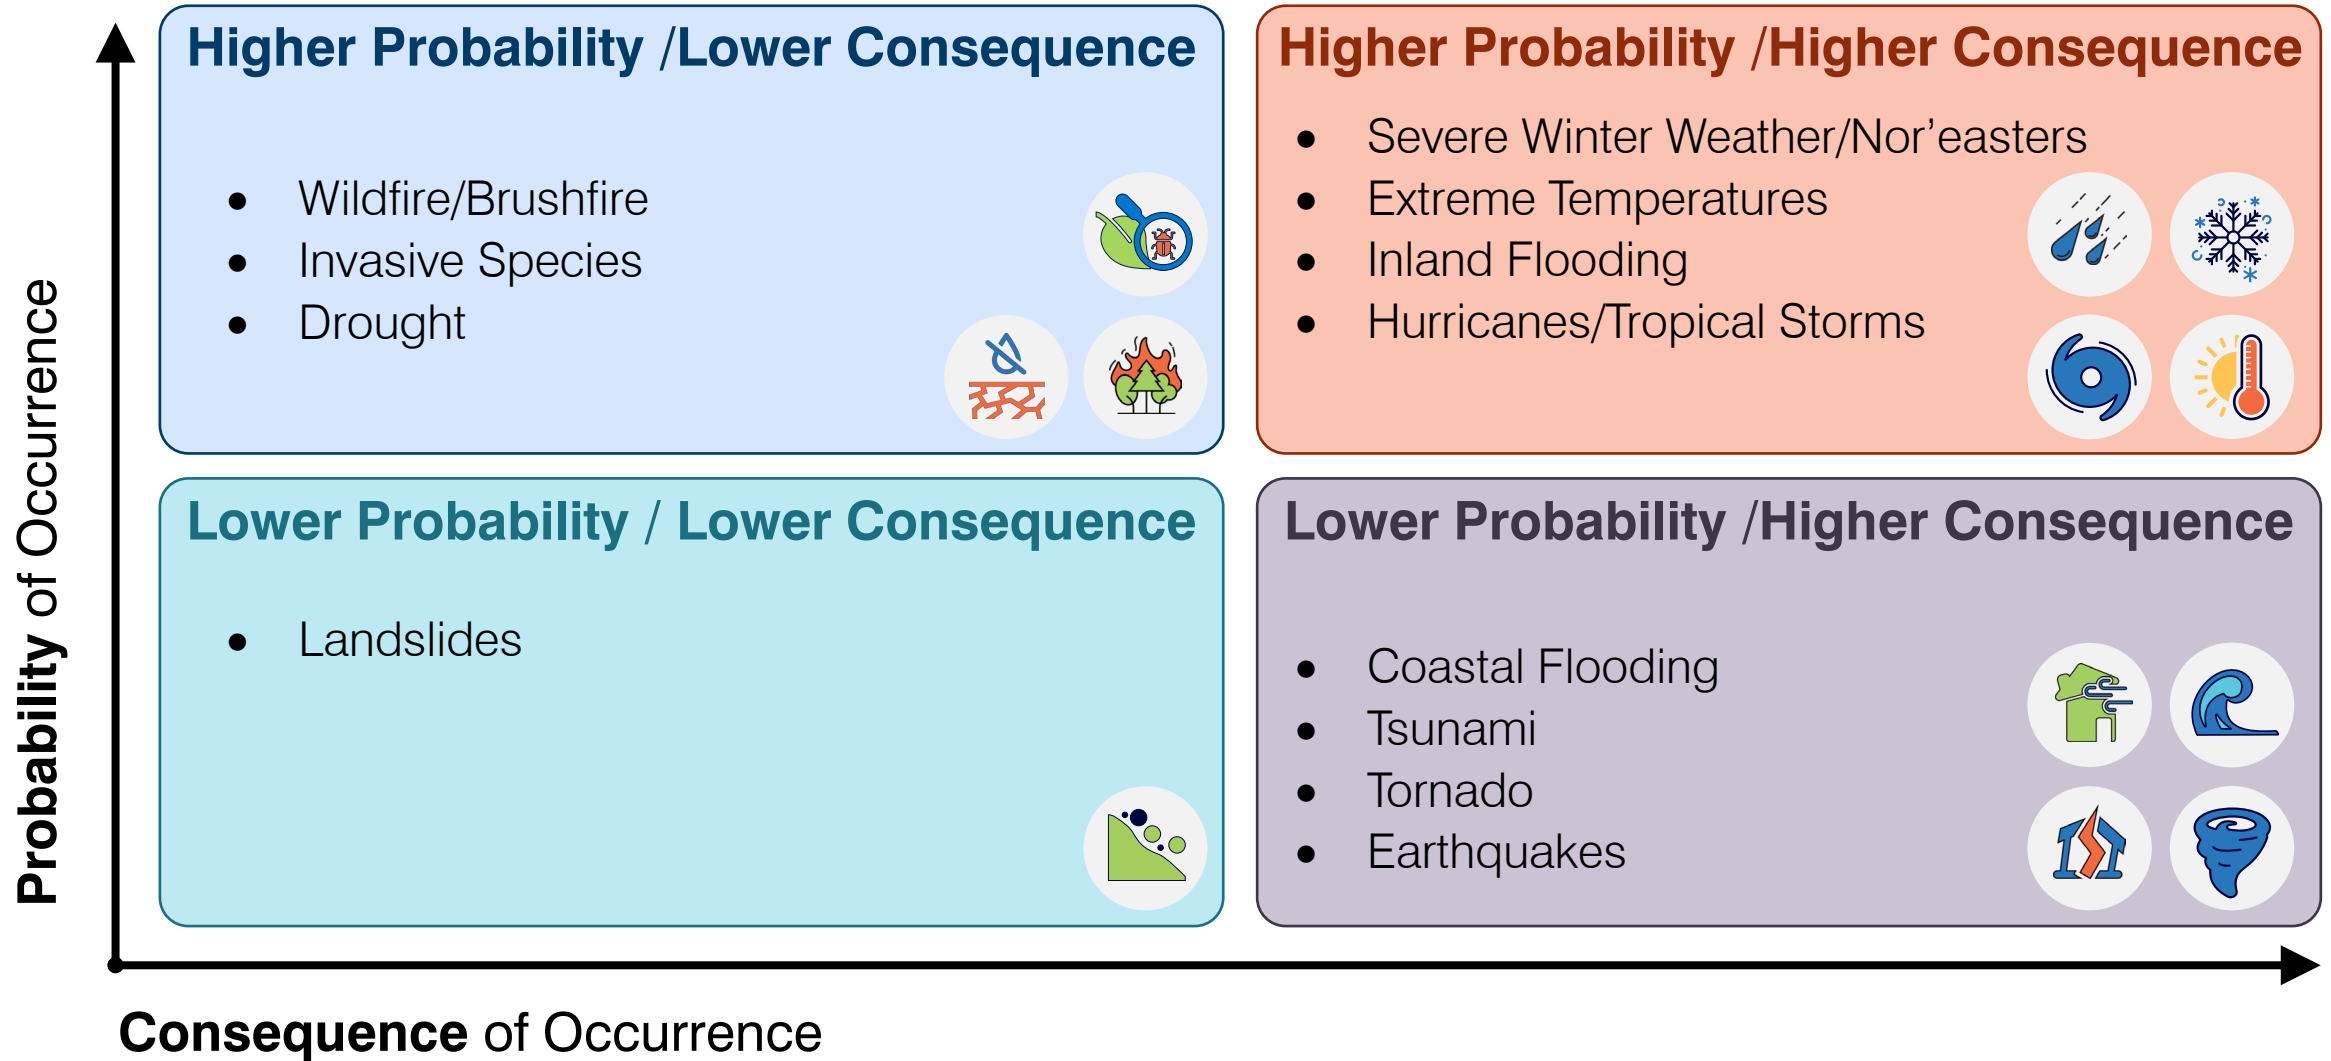 Higher Probability /Lower Consequence
• Wildfire/Brushfire
• Invasive Species
• Drought
Higher Probability /Higher Consequence
• Severe Winter Weather/Nor’easters
• Extreme Temperatures
• Inland Flooding
• Hurricanes/Tropical Storms
Lower Probability / Lower Consequence
• Landslides
Lower Probability /Higher Consequence
• Coastal Flooding
• Tsunami
• Tornado
• Earthquakes
Probability of Occurrence
Consequence of Occurrence